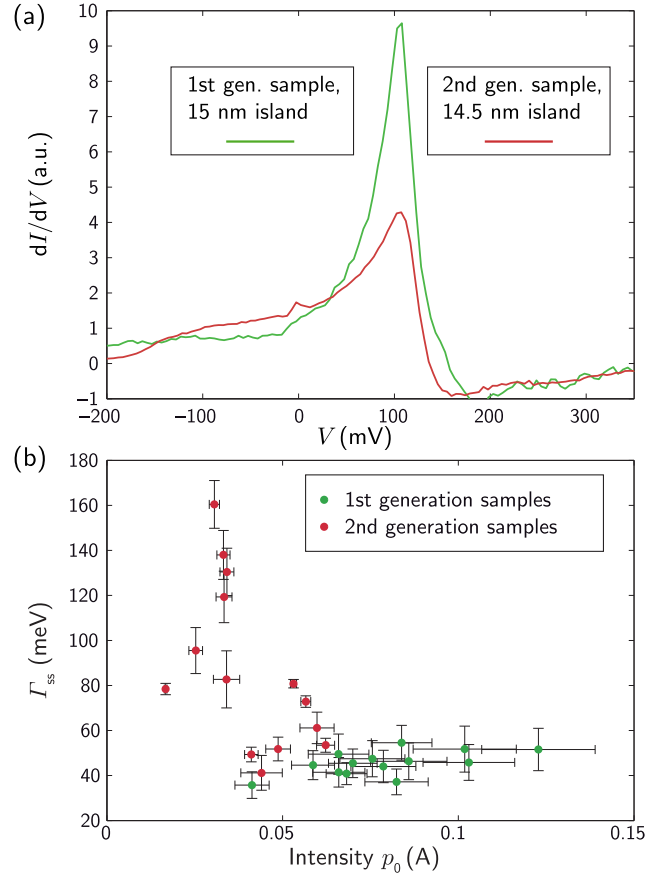 (a)
10
9
8
7
6
5
4
3
2
1
0
−1
dI/dV (a.u.)
1st gen. sample,
15 nm island
2nd gen. sample,
14.5 nm island
−200
−100
0
100
200
300
V (mV)
(b)
180
160
140
120
100
80
60
40
20
Γss (meV)
1st generation samples
2nd generation samples
0
0.05
0.1
0.15
Intensity p0 (A)